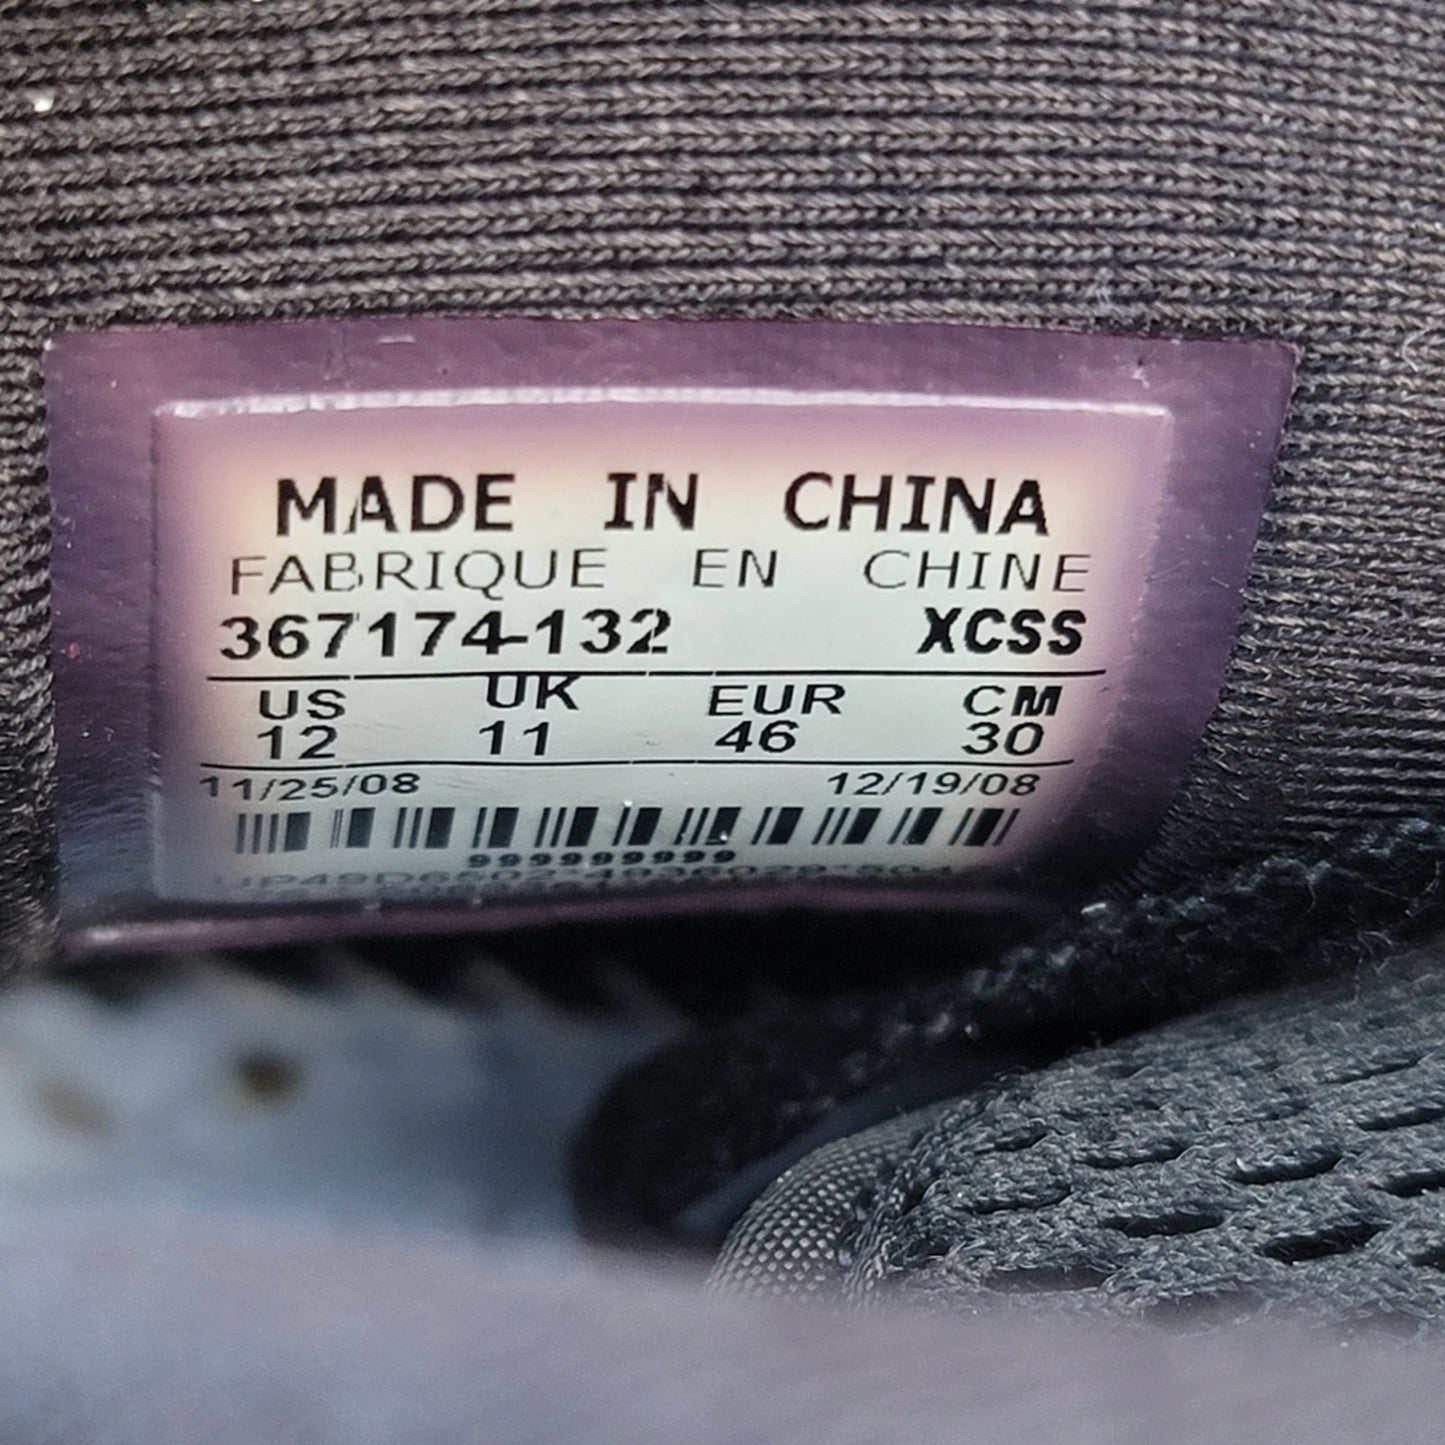 MADE IN CHINA
FABRIQUE EN CHINE
367174-132 XCSS
US UK EUR CM
12 11 46 30
11/25/08 12/19/08
999999999